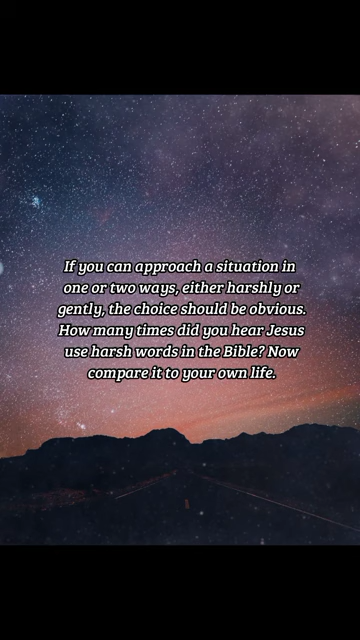 If you can approach a situation in
one or two ways, either harshly or
gently, the choice should be obvious.
How many times did you hear Jesus
use harsh words in the Bible? Now
compare it to your own life.